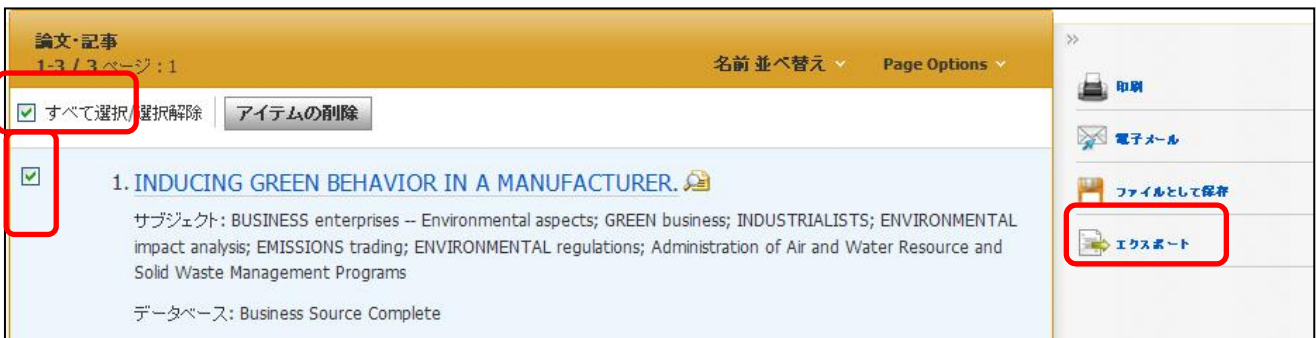 論文・記事
1-3 / 3 ページ : 1
名前 並べ替え
Page Options
すべて選択/選択解除
アイテムの削除
1. INDUCING GREEN BEHAVIOR IN A MANUFACTURER.
サブジェクト: BUSINESS enterprises -- Environmental aspects; GREEN business; INDUSTRIALISTS; ENVIRONMENTAL
impact analysis; EMISSIONS trading; ENVIRONMENTAL regulations; Administration of Air and Water Resource and
Solid Waste Management Programs
データベース: Business Source Complete
»
印刷
電子メール
ファイルとして保存
エクスポート